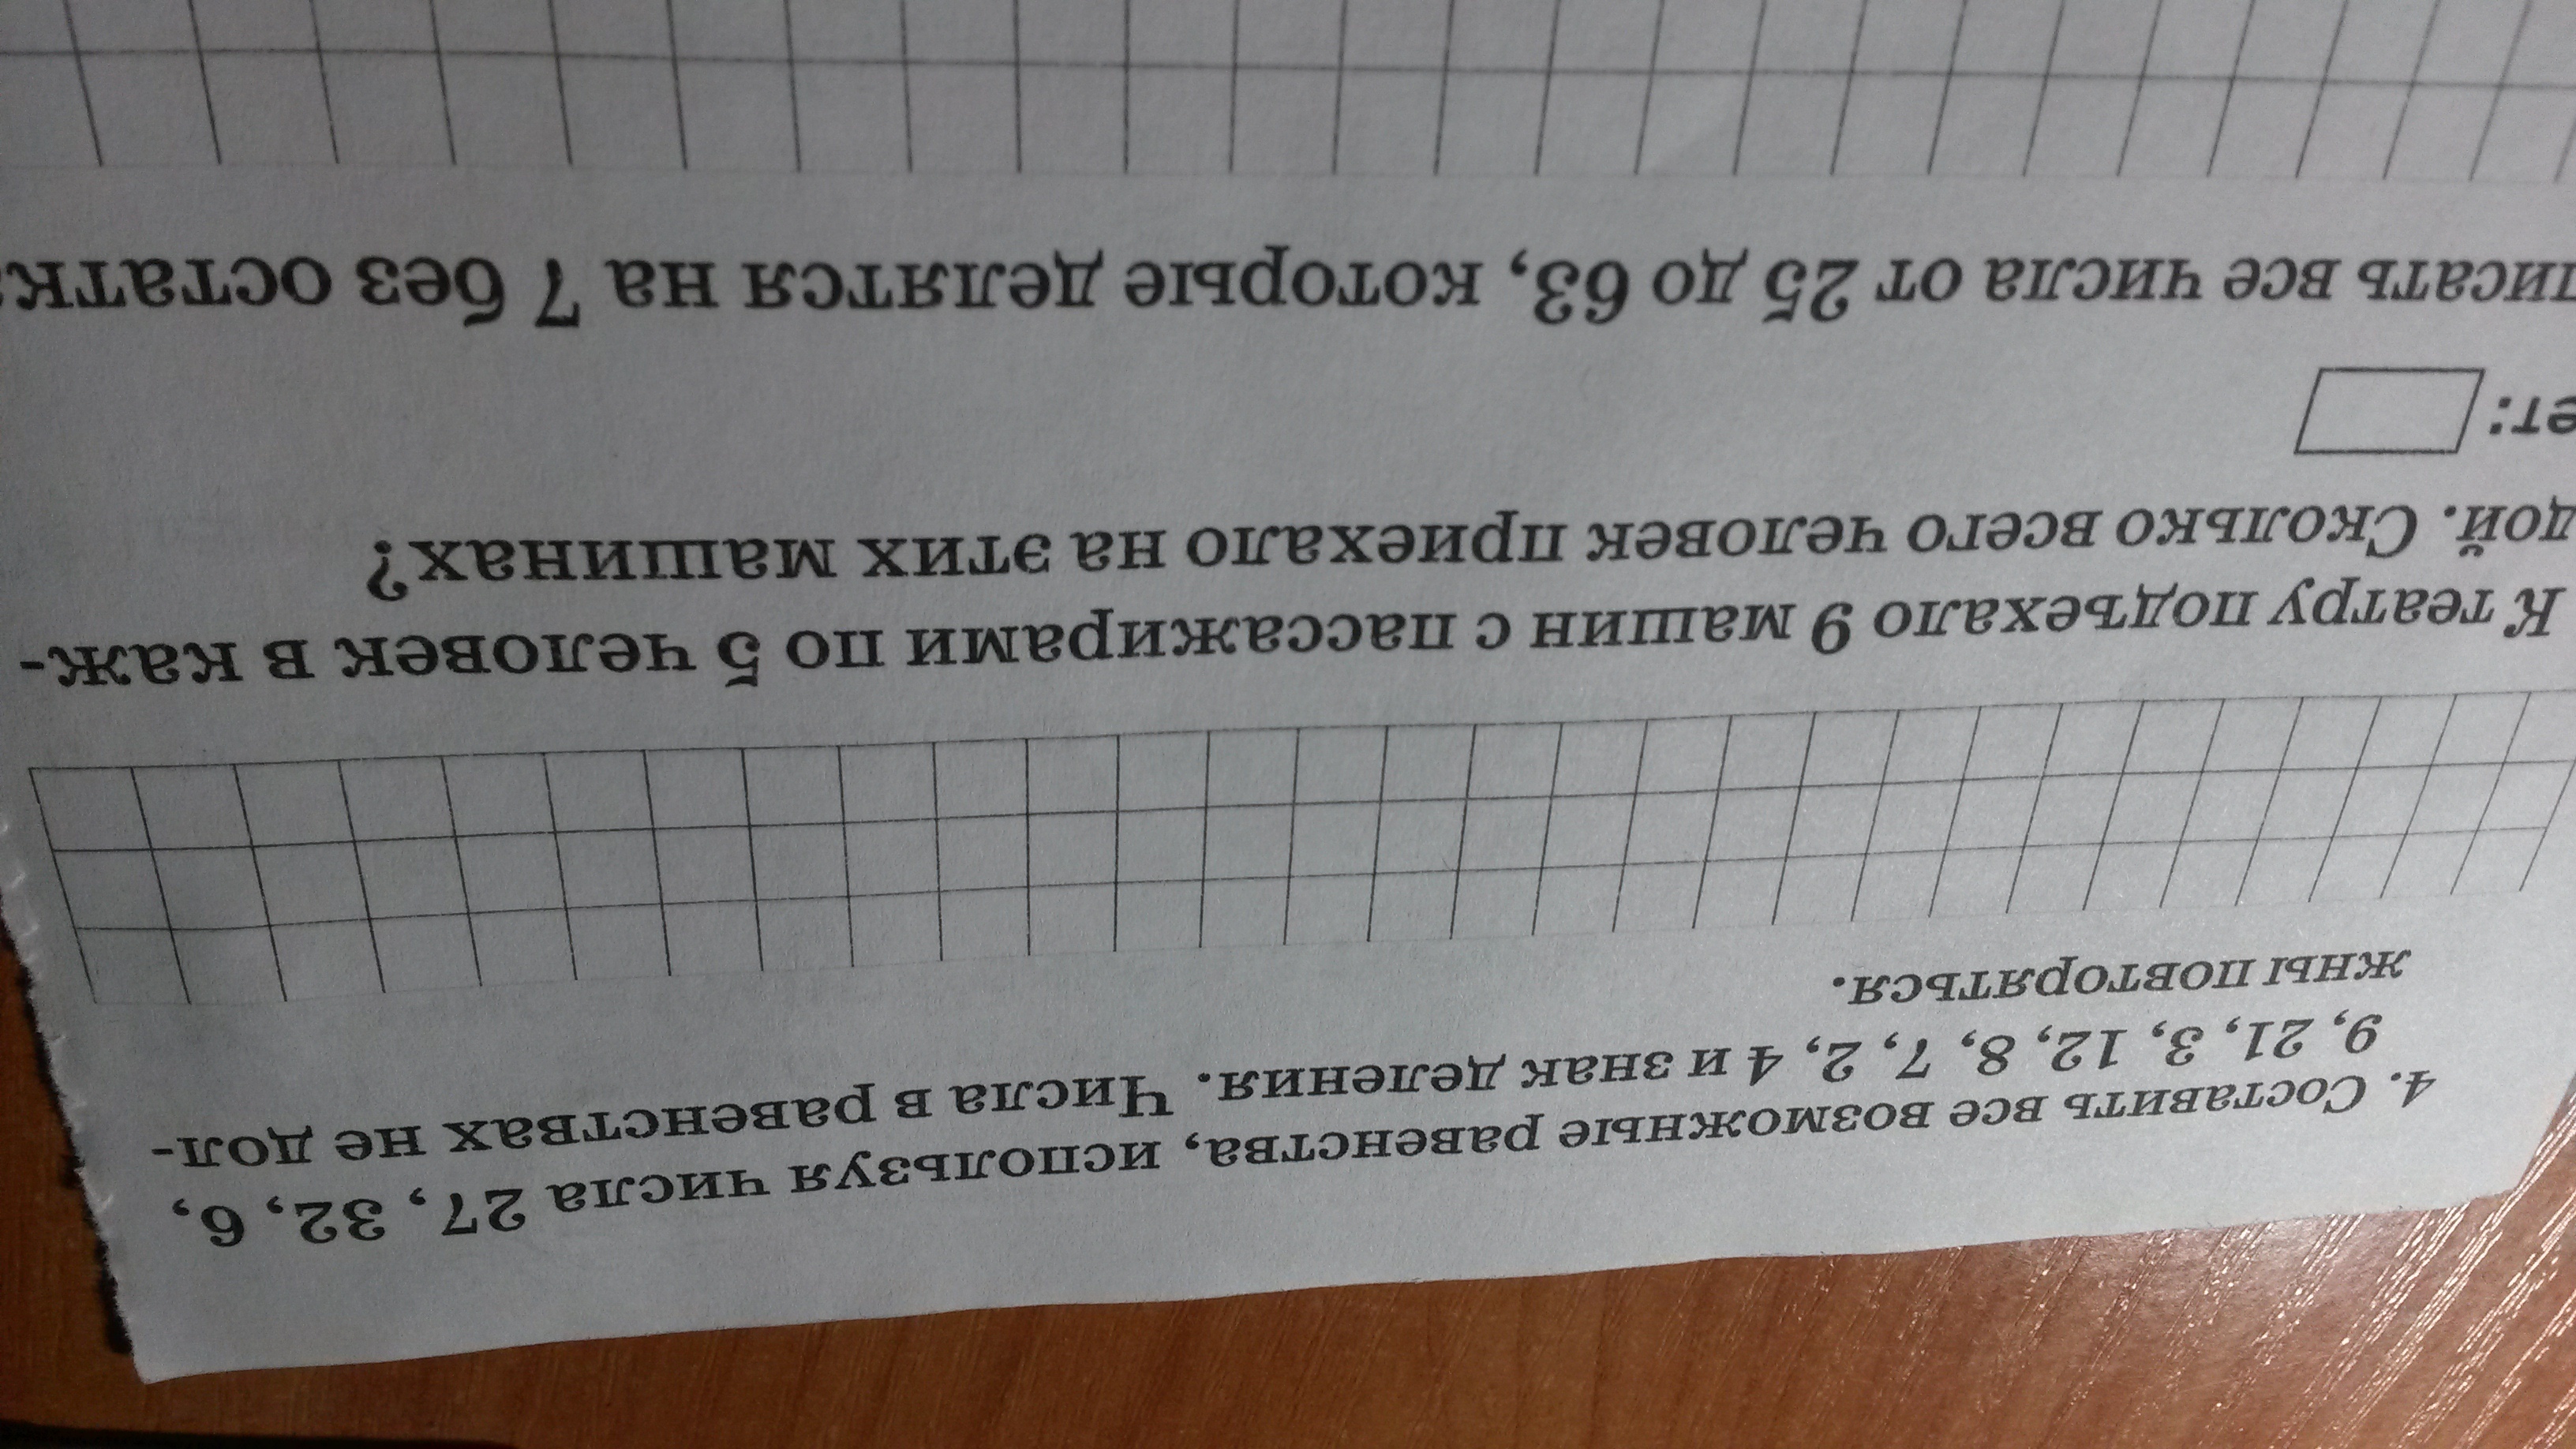 4. Составить все возможные равенства, используя числа 27, 32, 6,
9, 21, 3, 12, 8, 7, 2, 4 и знак деления. Числа в равенствах не дол-
жны повторяться.
К театру подъехало 9 машин с пассажирами по 5 человек в каж-
дой. Сколько всего человек приехало на этих машинах?
ет:
писать все числа от 25 до 63, которые делятся на 7 без остатк